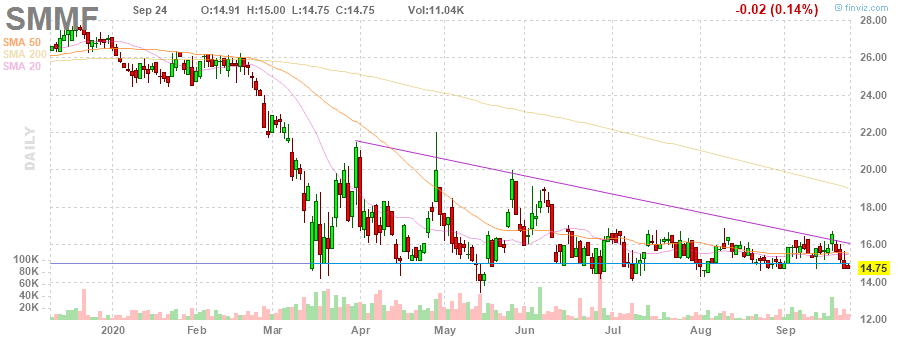 SMMF
Sep 24 O:14.91 H:15.00 L:14.75 C:14.75 Vol:11.04K -0.02 (0.14%) © finviz.com
SMA 50
SMA 200
SMA 20
DAILY
28.00
26.00
24.00
22.00
20.00
18.00
16.00
14.75
14.00
12.00
100K
80K
60K
40K
20K
2020 Feb Mar Apr May Jun Jul Aug Sep